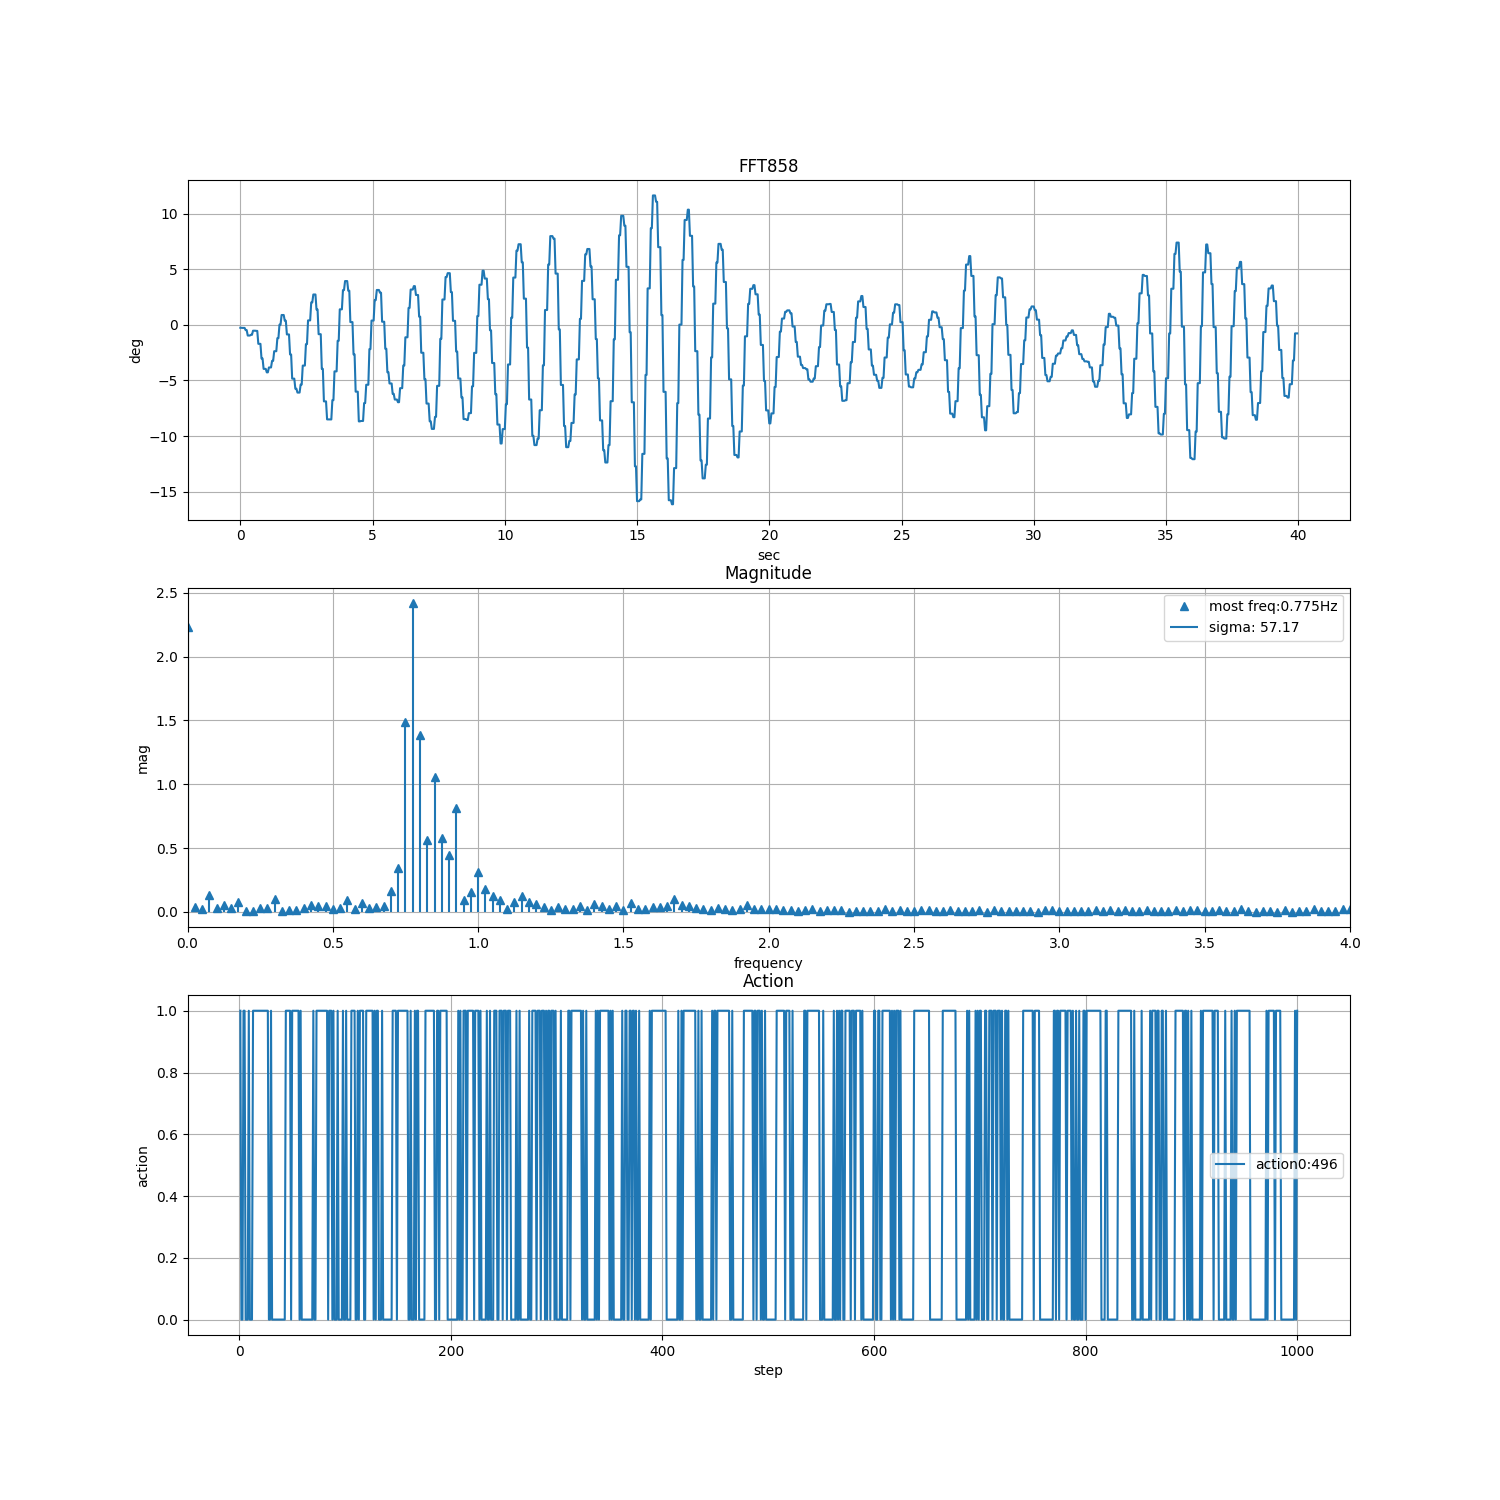 FFT858
10
5
0
−5
−10
−15
deg
0 5 10 15 20 25 30 35 40
sec
Magnitude
2.5
2.0
1.5
1.0
0.5
0.0
mag
most freq:0.775Hz
sigma: 57.17
0.0 0.5 1.0 1.5 2.0 2.5 3.0 3.5 4.0
frequency
Action
1.0
0.8
0.6
0.4
0.2
0.0
action
action0:496
0 200 400 600 800 1000
step